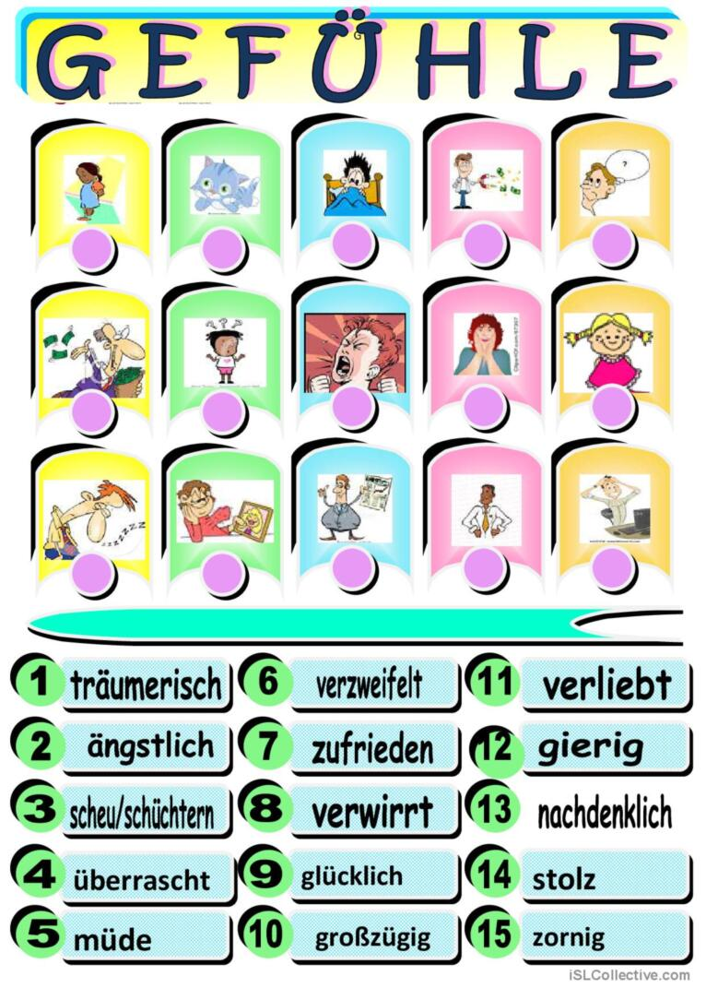 GEFÜHLE
?
? ? ?
zzzzzzz
1 träumerisch
2 ängstlich
3 scheu/schüchtern
4 überrascht
5 müde
6 verzweifelt
7 zufrieden
8 verwirrt
9 glücklich
10 großzügig
11 verliebt
12 gierig
13 nachdenklich
14 stolz
15 zornig
iSLCollective.com